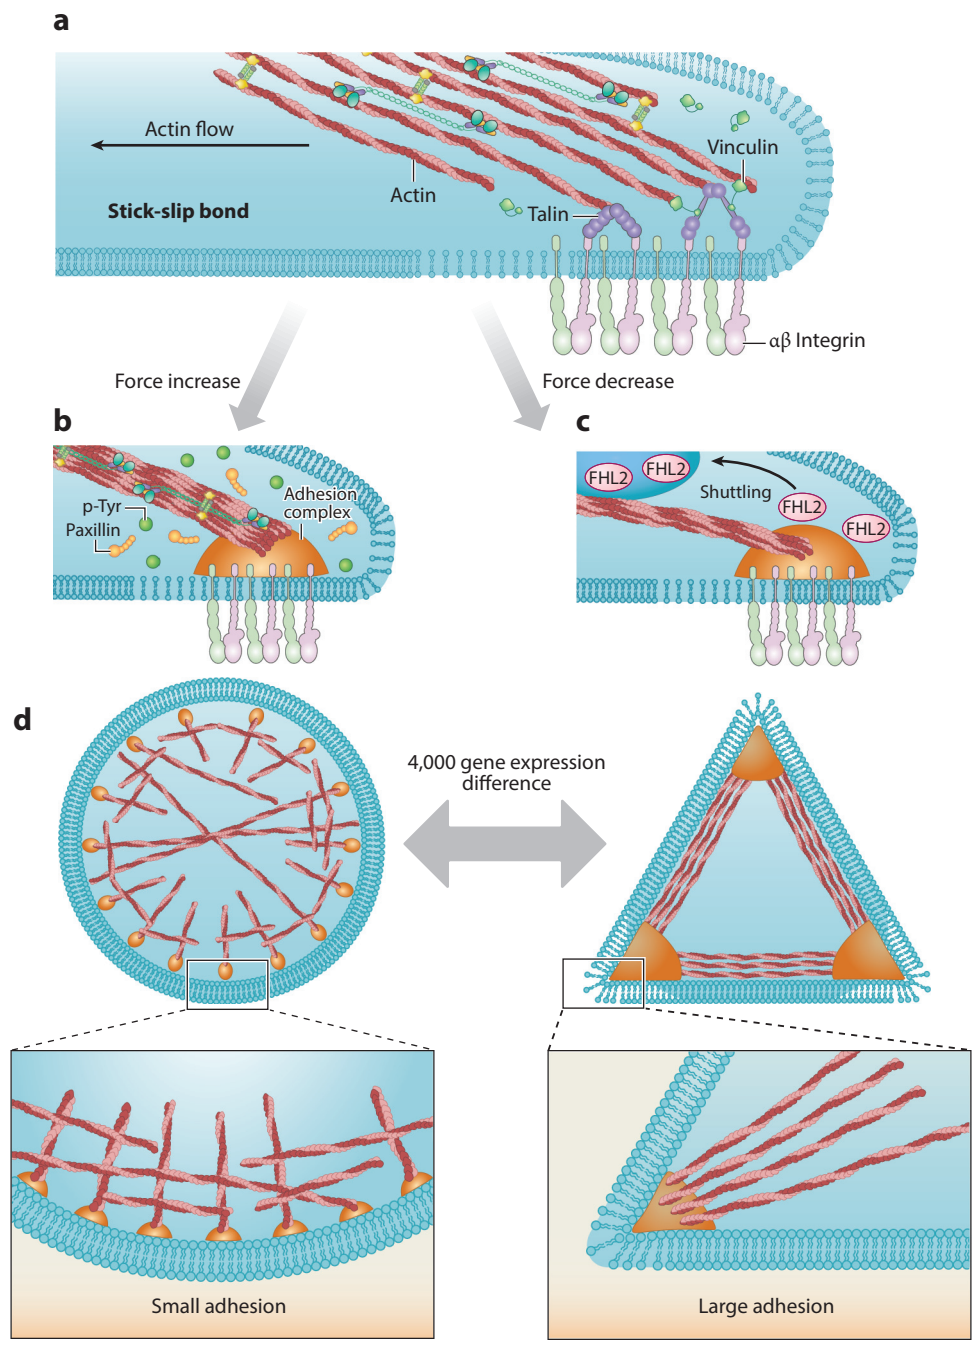 a
Actin flow
Vinculin
Actin
Stick-slip bond
Talin
αβ Integrin
Force increase
Force decrease
b
p-Tyr
Paxillin
Adhesion
complex
c
FHL2
FHL2
Shuttling
FHL2
FHL2
d
4,000 gene expression
difference
Small adhesion
Large adhesion